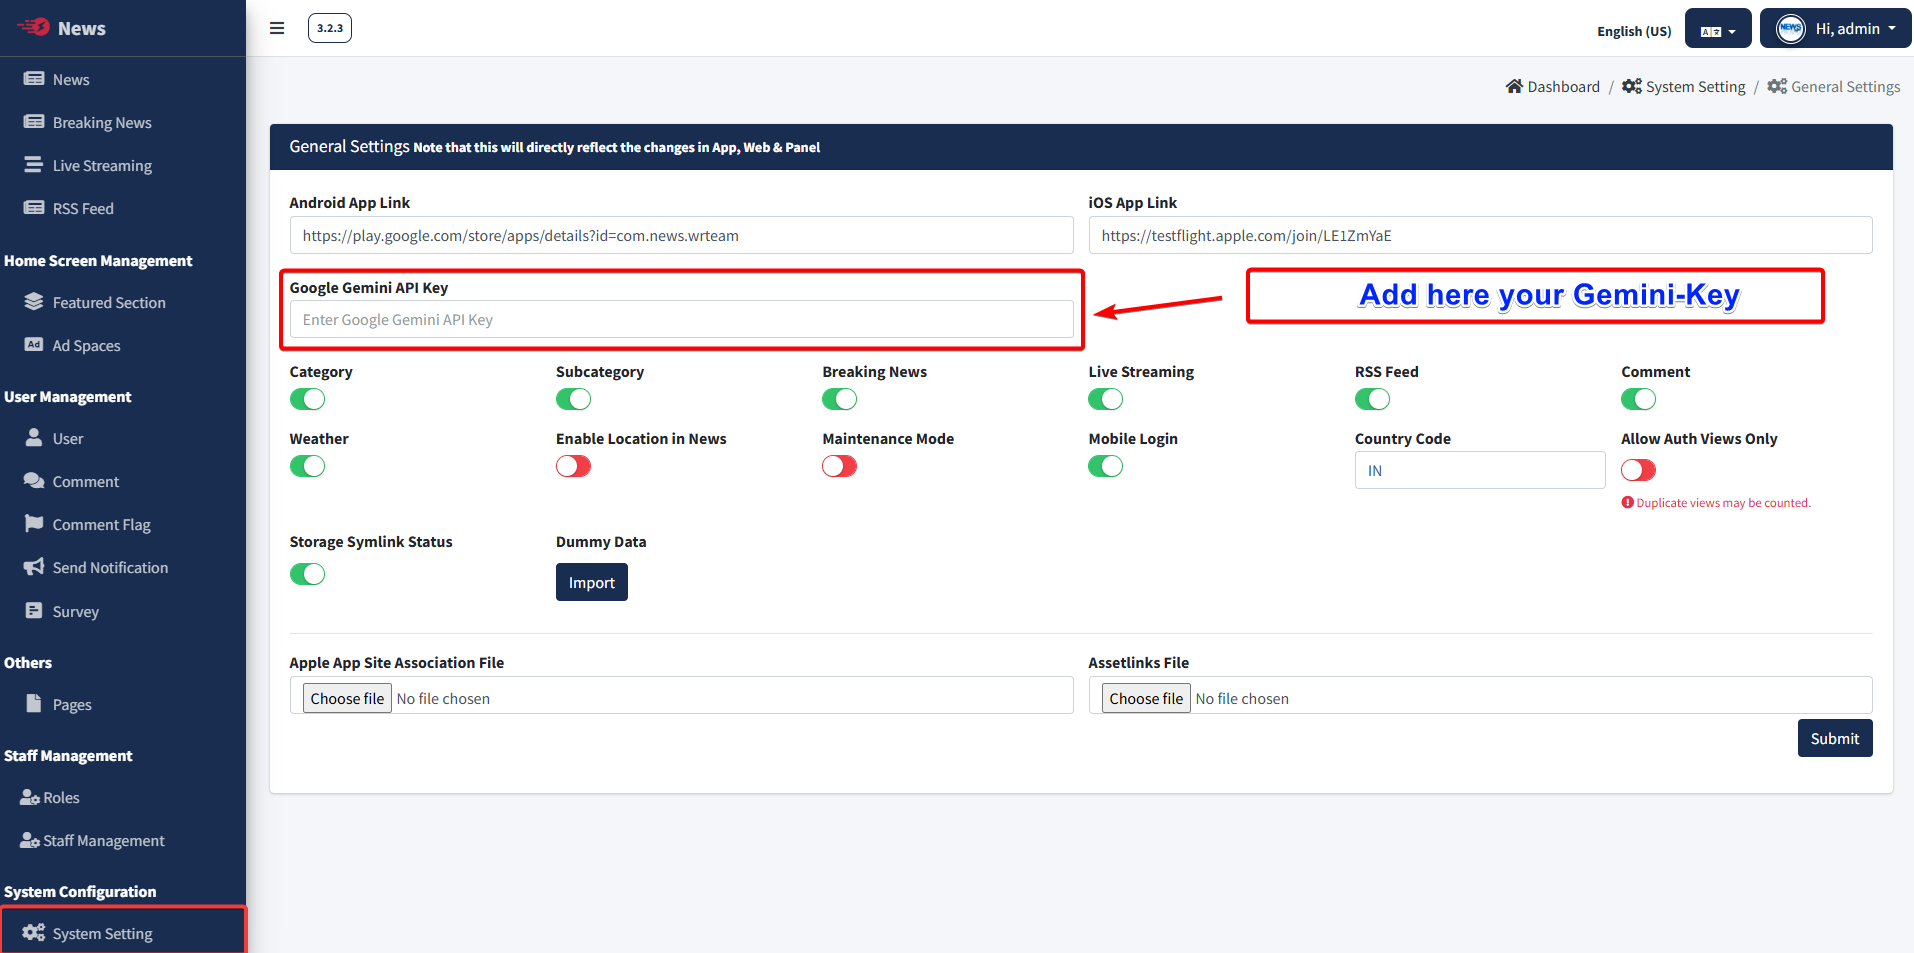 News
3.2.3
English (US)
Hi, admin
News
Breaking News
Live Streaming
RSS Feed
Home Screen Management
Featured Section
Ad
Ad Spaces
User Management
User
Comment
Comment Flag
Send Notification
Survey
Others
Pages
Staff Management
Roles
Staff Management
System Configuration
System Setting
Dashboard / System Setting / General Settings
General Settings Note that this will directly reflect the changes in App, Web & Panel
Android App Link
https://play.google.com/store/apps/details?id=com.news.wrteam
iOS App Link
https://testflight.apple.com/join/LE1ZmYaE
Google Gemini API Key
Enter Google Gemini API Key
Add here your Gemini-Key
Category
Subcategory
Breaking News
Live Streaming
RSS Feed
Comment
Weather
Enable Location in News
Maintenance Mode
Mobile Login
Country Code
IN
Allow Auth Views Only
Duplicate views may be counted.
Storage Symlink Status
Dummy Data
Import
Apple App Site Association File
Choose file No file chosen
Assetlinks File
Choose file No file chosen
Submit